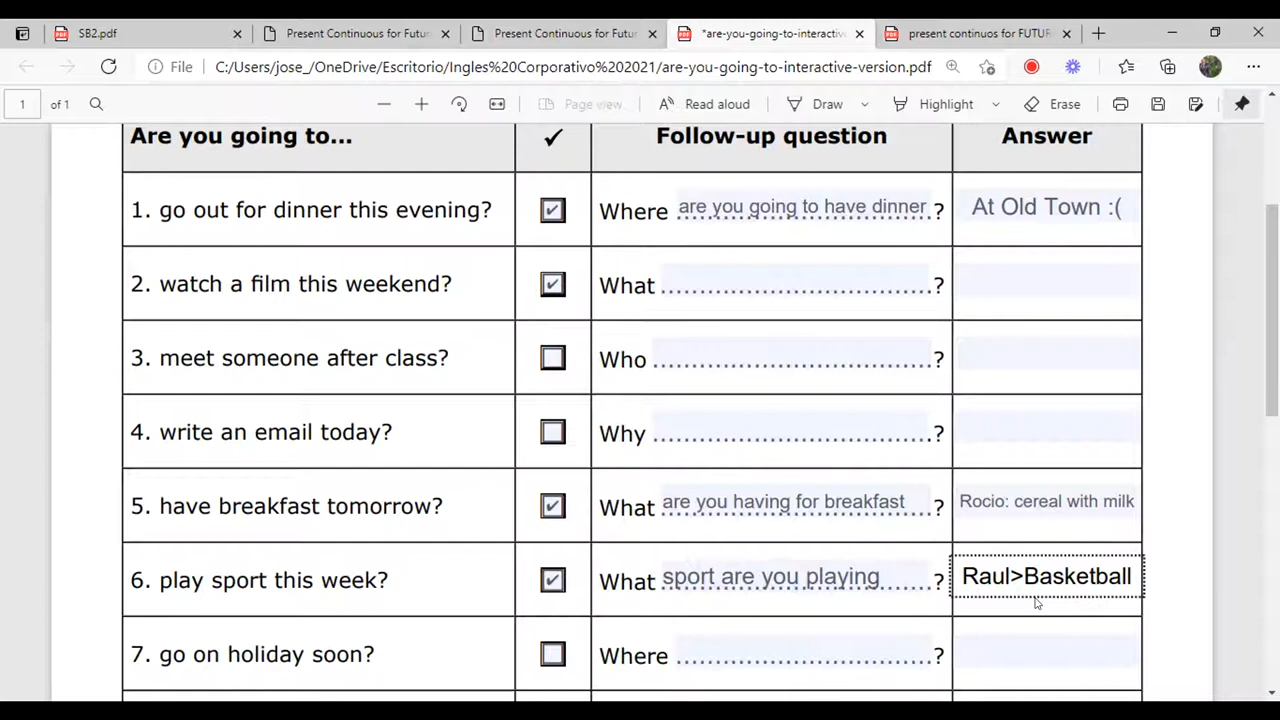 SB2.pdf
Present Continuous for Futur
Present Continuous for Futur
*are-you-going-to-interactive
present continuos for FUTUR
File C:/Users/jose_/OneDrive/Escritorio/Ingles%20Corporativo%202021/are-you-going-to-interactive-version.pdf
1 of 1 Page view Read aloud Draw Highlight Erase
Are you going to... ✓ Follow-up question Answer
1. go out for dinner this evening? ✓ Where are you going to have dinner ? At Old Town :(
2. watch a film this weekend? ✓ What ..............................?
3. meet someone after class? Who ..............................?
4. write an email today? Why ..............................?
5. have breakfast tomorrow? ✓ What are you having for breakfast ? Rocio: cereal with milk
6. play sport this week? ✓ What sport are you playing ? Raul>Basketball
7. go on holiday soon? Where ..............................?